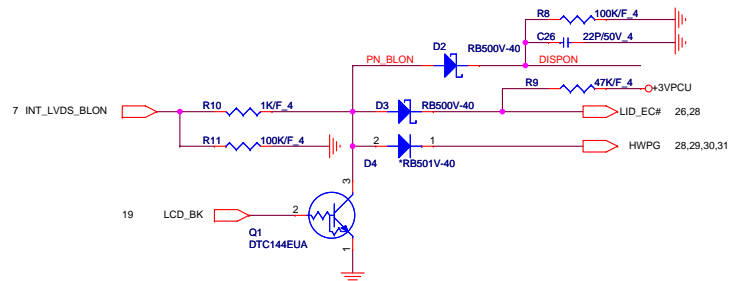 R8 100K/F_4
C26 22P/50V_4
D2 RB500V-40
PN_BLON DISPON
R9 47K/F_4
+3VPCU
7 INT_LVDS_BLON R10 1K/F_4 D3 RB500V-40 LID_EC# 26,28
R11 100K/F_4 2 1 HWPG 28,29,30,31
D4 *RB501V-40
3
19 LCD_BK 2
Q1
DTC144EUA
1